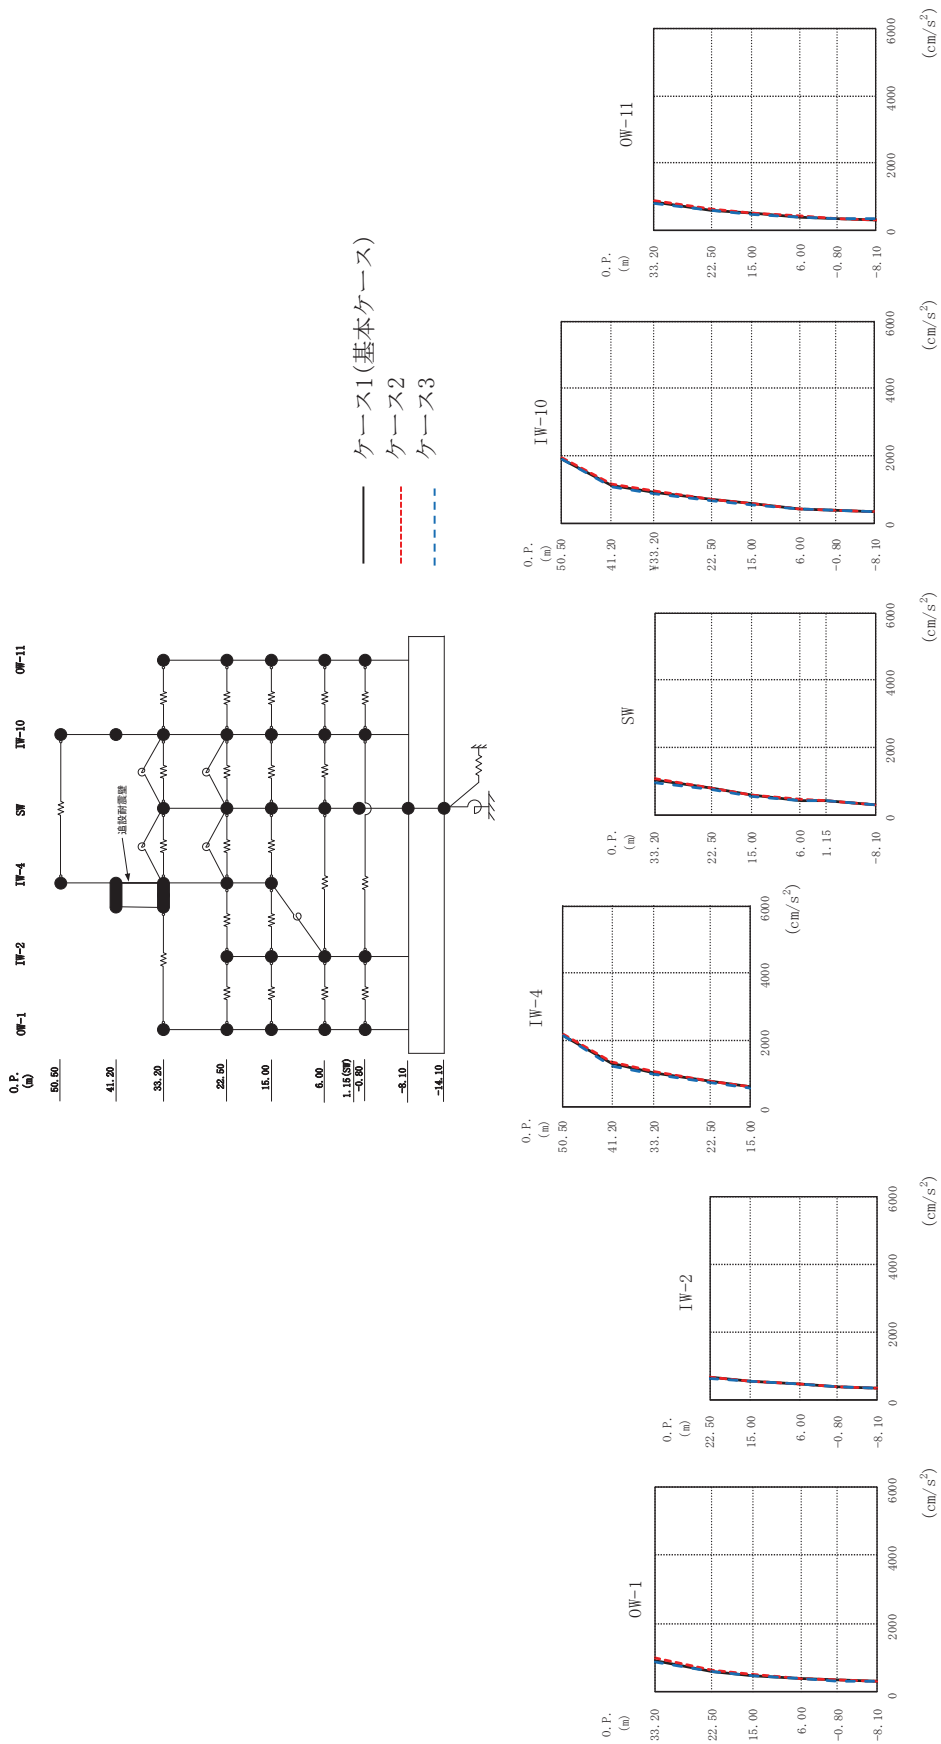 O.P.
(m)
OW-1
IW-2
IW-4
SW
IW-10
OW-11
50.50
41.20
33.20
22.50
15.00
6.00
1.15(SW)
-0.80
-8.10
-14.10
追設耐震壁
ケース1(基本ケース)
ケース2
ケース3
OW-1
O.P.
(m)
33.20
22.50
15.00
6.00
-0.80
-8.10
0
2000
4000
6000
(cm/s²)
IW-2
O.P.
(m)
22.50
15.00
6.00
-0.80
-8.10
0
2000
4000
6000
(cm/s²)
IW-4
O.P.
(m)
50.50
41.20
33.20
22.50
15.00
0
2000
4000
6000
(cm/s²)
SW
O.P.
(m)
33.20
22.50
15.00
6.00
1.15
-8.10
0
2000
4000
6000
(cm/s²)
IW-10
O.P.
(m)
50.50
41.20
¥33.20
22.50
15.00
6.00
-0.80
-8.10
0
2000
4000
6000
(cm/s²)
OW-11
O.P.
(m)
33.20
22.50
15.00
6.00
-0.80
-8.10
0
2000
4000
6000
(cm/s²)